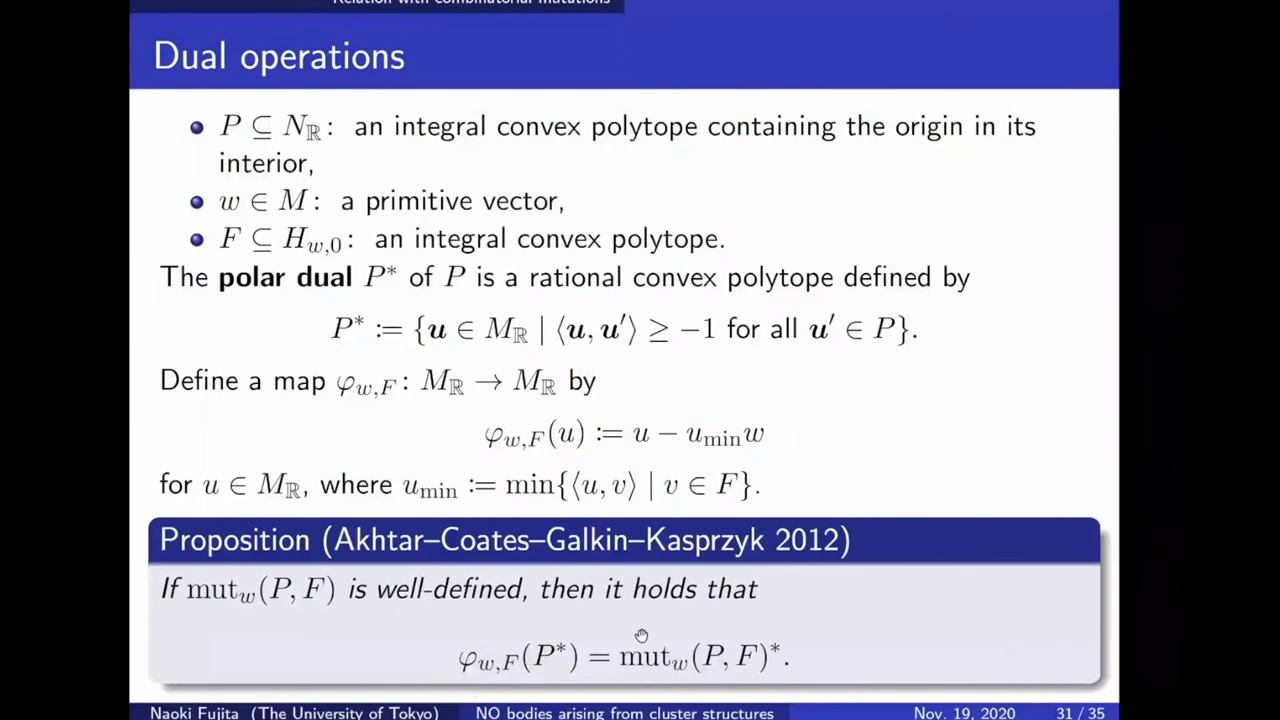 Relation with combinatorial mutations
Dual operations
P ⊆ N_ℝ : an integral convex polytope containing the origin in its
interior,
w ∈ M : a primitive vector,
F ⊆ H_{w,0} : an integral convex polytope.
The polar dual P* of P is a rational convex polytope defined by
P* := {u ∈ M_ℝ | ⟨u, u′⟩ ≥ −1 for all u′ ∈ P}.
Define a map φ_{w,F} : M_ℝ → M_ℝ by
φ_{w,F}(u) := u − u_min w
for u ∈ M_ℝ, where u_min := min{⟨u, v⟩ | v ∈ F}.
Proposition (Akhtar–Coates–Galkin–Kasprzyk 2012)
If mut_w(P, F) is well-defined, then it holds that
φ_{w,F}(P*) = mut_w(P, F)*.
Naoki Fujita (The University of Tokyo) NO bodies arising from cluster structures Nov. 19, 2020 31 / 35